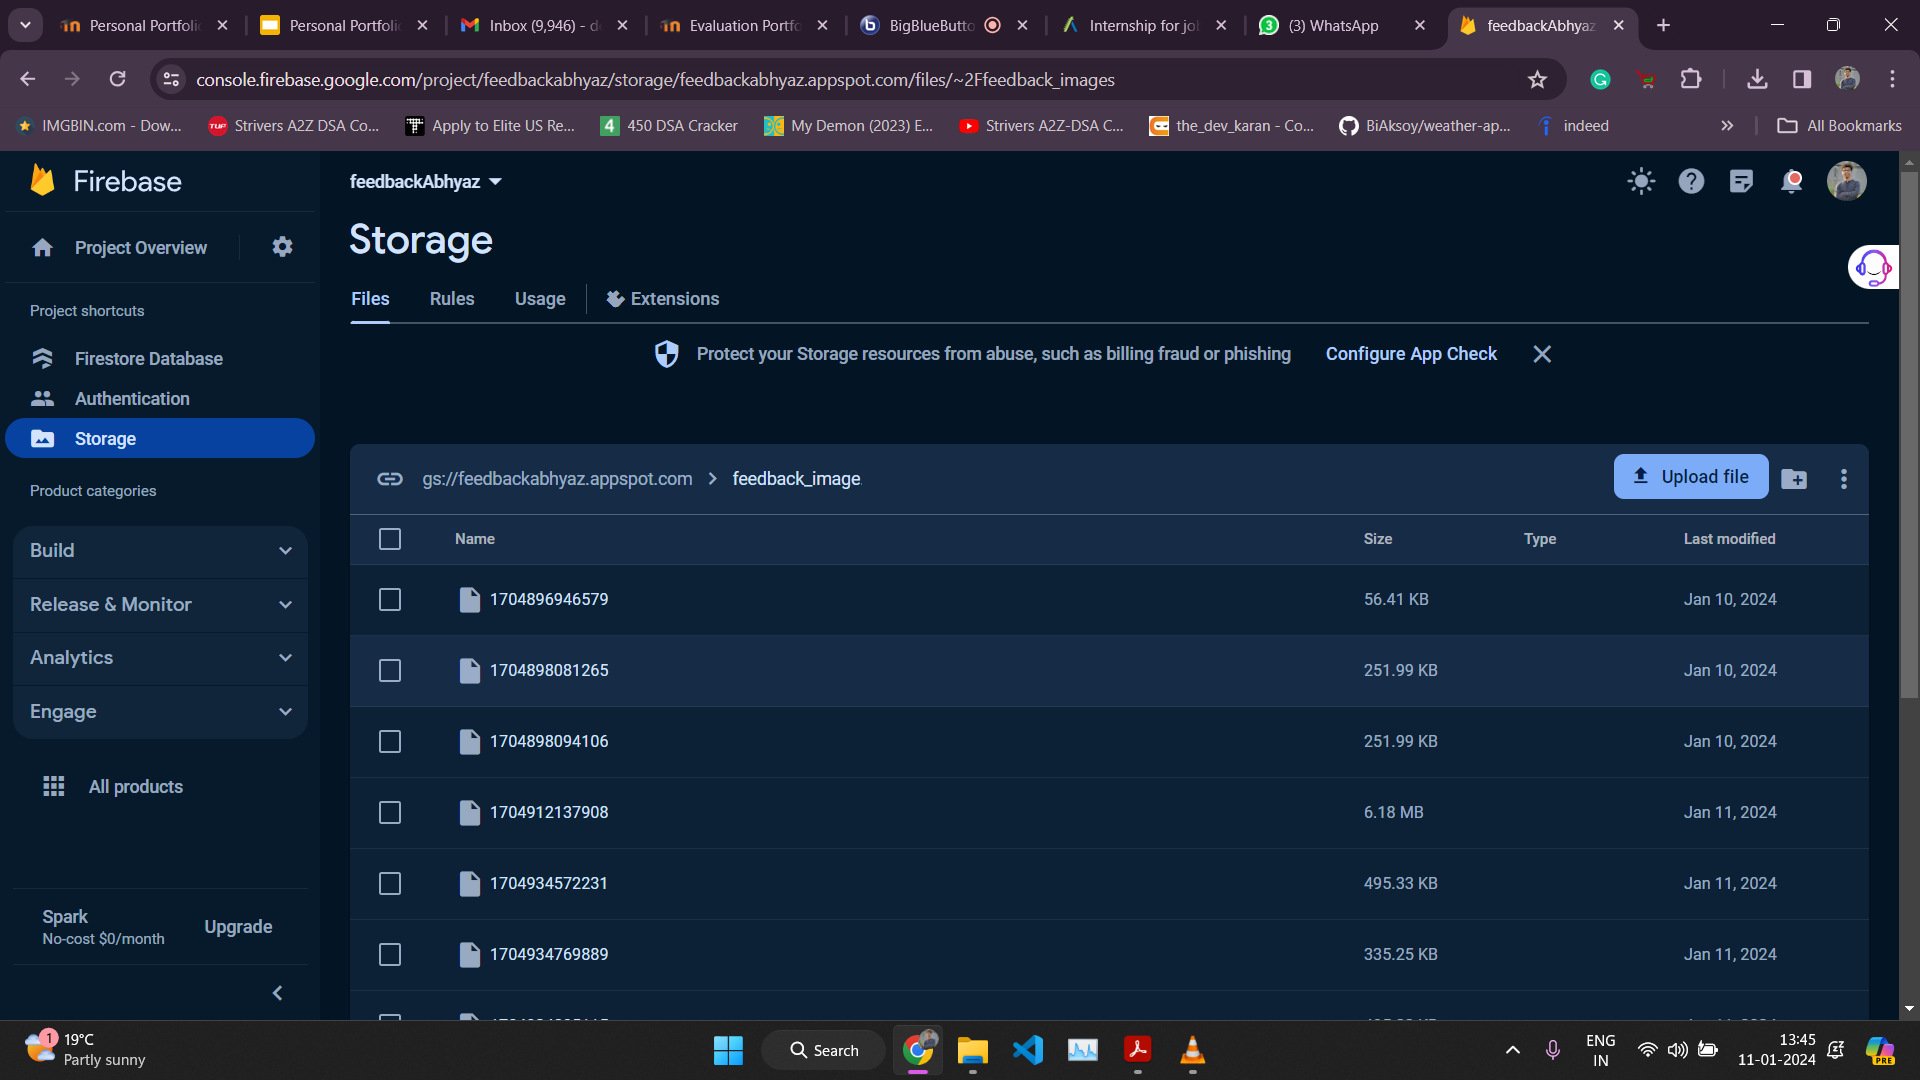 Personal Portfolio
Personal Portfolio
Inbox (9,946) - d
Evaluation Portfo
BigBlueButto
Internship for jo
(3) WhatsApp
feedbackAbhyaz
console.firebase.google.com/project/feedbackabhyaz/storage/feedbackabhyaz.appspot.com/files/~2Ffeedback_images
IMGBIN.com - Dow...
TUF
Strivers A2Z DSA Co...
Apply to Elite US Re...
4
450 DSA Cracker
My Demon (2023) E...
Strivers A2Z-DSA C...
the_dev_karan - Co...
BiAksoy/weather-ap...
indeed
All Bookmarks
Firebase
feedbackAbhyaz
Project Overview
Storage
Files
Rules
Usage
Extensions
Project shortcuts
Protect your Storage resources from abuse, such as billing fraud or phishing
Configure App Check
Firestore Database
Authentication
Storage
Product categories
gs://feedbackabhyaz.appspot.com
feedback_image
Upload file
Name
Size
Type
Last modified
Build
1704896946579
56.41 KB
Jan 10, 2024
Release & Monitor
1704898081265
251.99 KB
Jan 10, 2024
Analytics
Engage
1704898094106
251.99 KB
Jan 10, 2024
All products
1704912137908
6.18 MB
Jan 11, 2024
1704934572231
495.33 KB
Jan 11, 2024
Spark
No-cost $0/month
Upgrade
1704934769889
335.25 KB
Jan 11, 2024
1
19°C
Partly sunny
Search
ENG
IN
13:45
11-01-2024
PRE